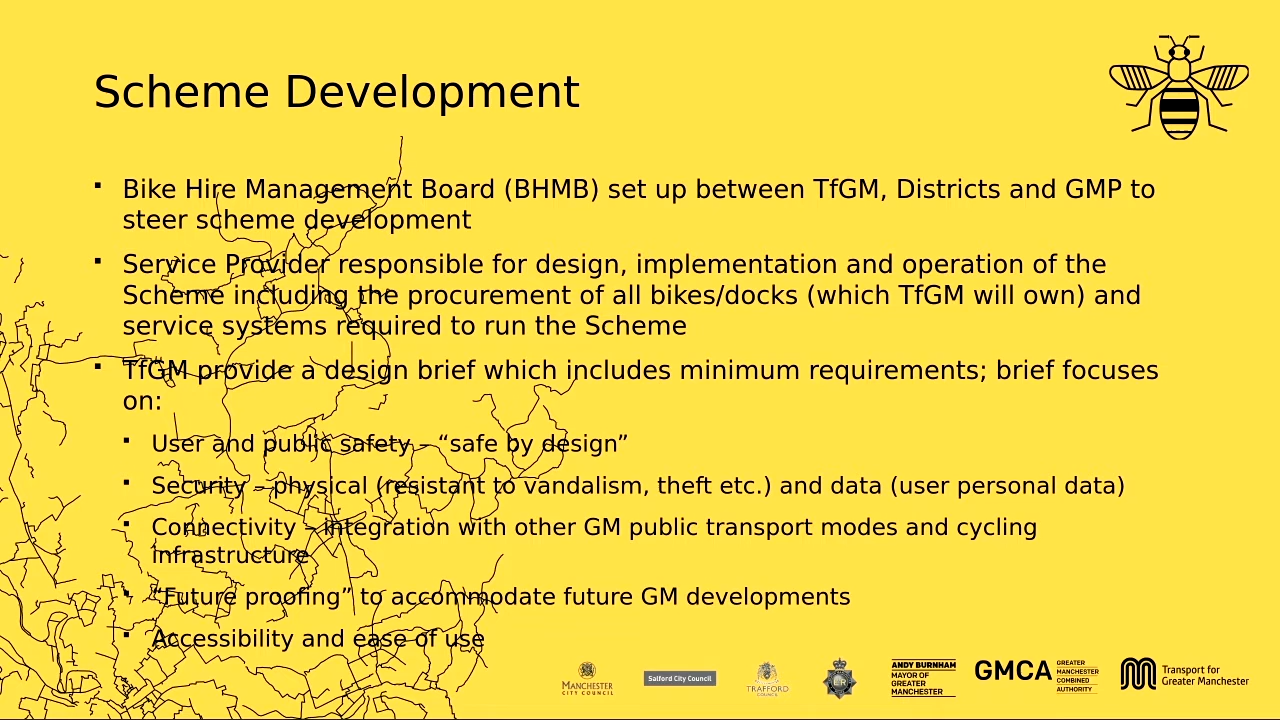 Scheme Development
▪ Bike Hire Management Board (BHMB) set up between TfGM, Districts and GMP to
steer scheme development
▪ Service Provider responsible for design, implementation and operation of the
Scheme including the procurement of all bikes/docks (which TfGM will own) and
service systems required to run the Scheme
▪ TfGM provide a design brief which includes minimum requirements; brief focuses
on:
▪ User and public safety – “safe by design”
▪ Security – physical (resistant to vandalism, theft etc.) and data (user personal data)
▪ Connectivity – integration with other GM public transport modes and cycling
infrastructure
▪ “Future proofing” to accommodate future GM developments
▪ Accessibility and ease of use
MANCHESTER
CITY COUNCIL
Salford City Council
TRAFFORD
COUNCIL
ANDY BURNHAM
MAYOR OF
GREATER
MANCHESTER
GMCA
GREATER
MANCHESTER
COMBINED
AUTHORITY
Transport for
Greater Manchester